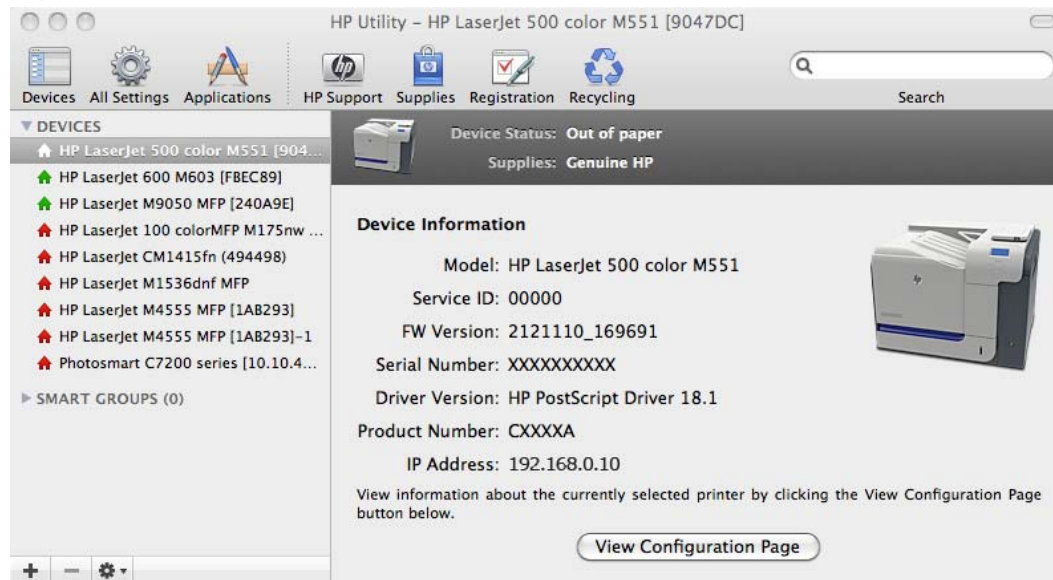 HP Utility – HP LaserJet 500 color M551 [9047DC]
Devices All Settings Applications HP Support Supplies Registration Recycling Search
DEVICES
HP LaserJet 500 color M551 [904...
HP LaserJet 600 M603 [FBEC89]
HP LaserJet M9050 MFP [240A9E]
HP LaserJet 100 colorMFP M175nw ...
HP LaserJet CM1415fn (494498)
HP LaserJet M1536dnf MFP
HP LaserJet M4555 MFP [1AB293]
HP LaserJet M4555 MFP [1AB293]-1
Photosmart C7200 series [10.10.4...
SMART GROUPS (0)
Device Status: Out of paper
Supplies: Genuine HP
Device Information
Model: HP LaserJet 500 color M551
Service ID: 00000
FW Version: 2121110_169691
Serial Number: XXXXXXXXXX
Driver Version: HP PostScript Driver 18.1
Product Number: CXXXXA
IP Address: 192.168.0.10
View information about the currently selected printer by clicking the View Configuration Page
button below.
View Configuration Page